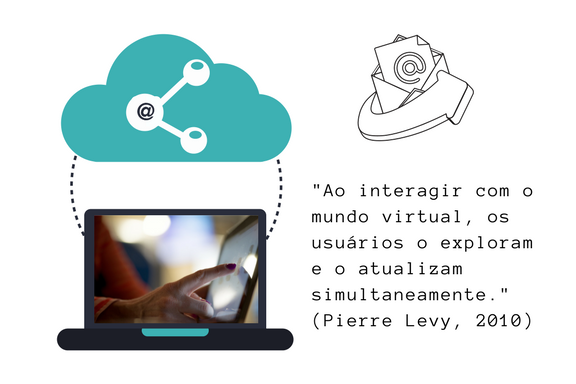 @
@
"Ao interagir com o
mundo virtual, os
usuários o exploram
e o atualizam
simultaneamente."
(Pierre Levy, 2010)